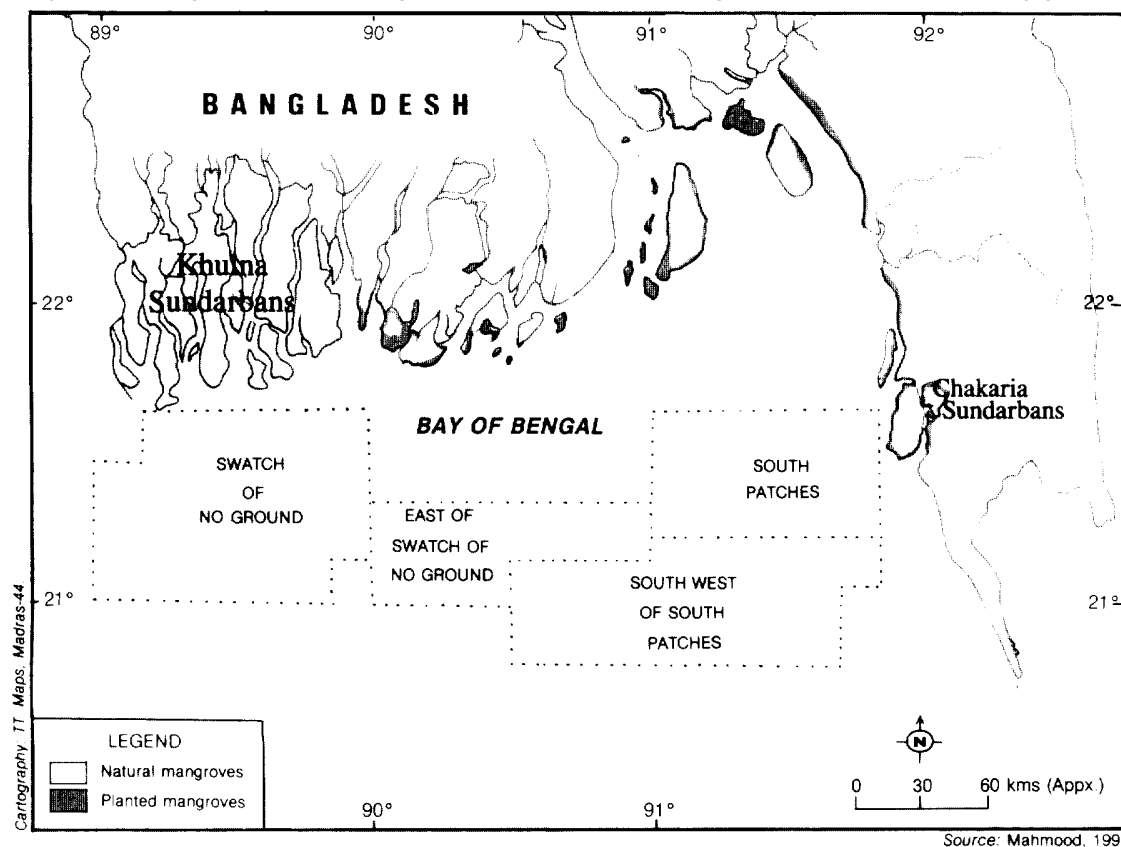 89°
90°
91°
92°
BANGLADESH
Khulna
Sundarbans
22°
22°
Chakaria
Sundarbans
BAY OF BENGAL
SWATCH
OF
NO GROUND
SOUTH
PATCHES
EAST OF
SWATCH OF
NO GROUND
SOUTH WEST
OF SOUTH
PATCHES
21°
21°
Cartography: TT Maps, Madras-44
LEGEND
Natural mangroves
Planted mangroves
N
0 30 60 kms (Appx.)
90°
91°
Source: Mahmood, 199